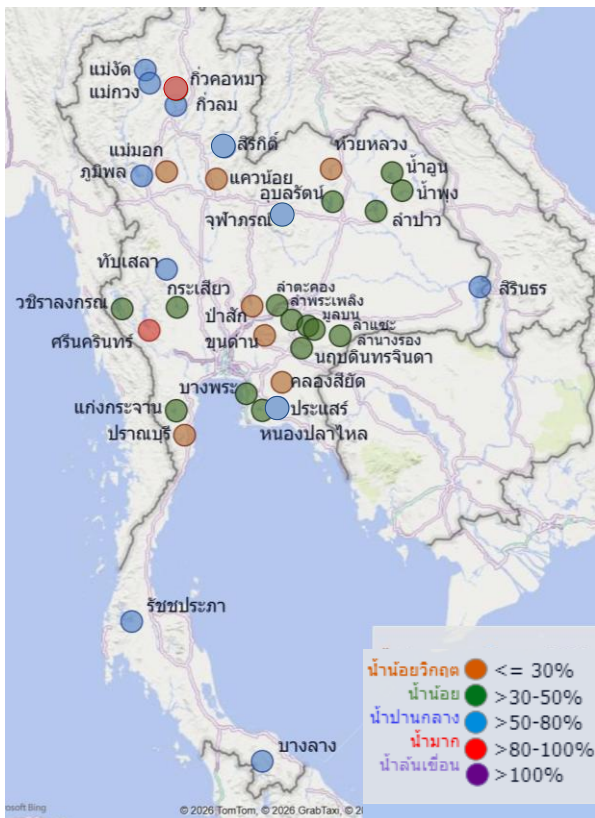 แม่งัด
แม่กวง
กิ่วคอหมา
กิ่วลม
สิริกิติ์
ห้วยหลวง
แม่มอก
ภูมิพล
แควน้อย
น้ำอูน
อุบลรัตน์
น้ำพุง
จุฬาภรณ์
ลำปาว
ทับเสลา
สิรินธร
กระเสียว
วชิราลงกรณ
ศรีนครินทร์
ป่าสัก
ลำตะคอง
ลำพระเพลิง
มูลบน
ลำแซะ
ขุนด่าน
ลำนางรอง
นฤบดินทรจินดา
คลองสียัด
บางพระ
ประแสร์
แก่งกระจาน
หนองปลาไหล
ปราณบุรี
รัชชประภา
บางลาง
น้ำน้อยวิกฤต <= 30%
น้ำน้อย >30-50%
น้ำปานกลาง >50-80%
น้ำมาก >80-100%
น้ำล้นเขื่อน >100%
rosoft Bing
© 2026 TomTom, © 2026 GrabTaxi, © 2